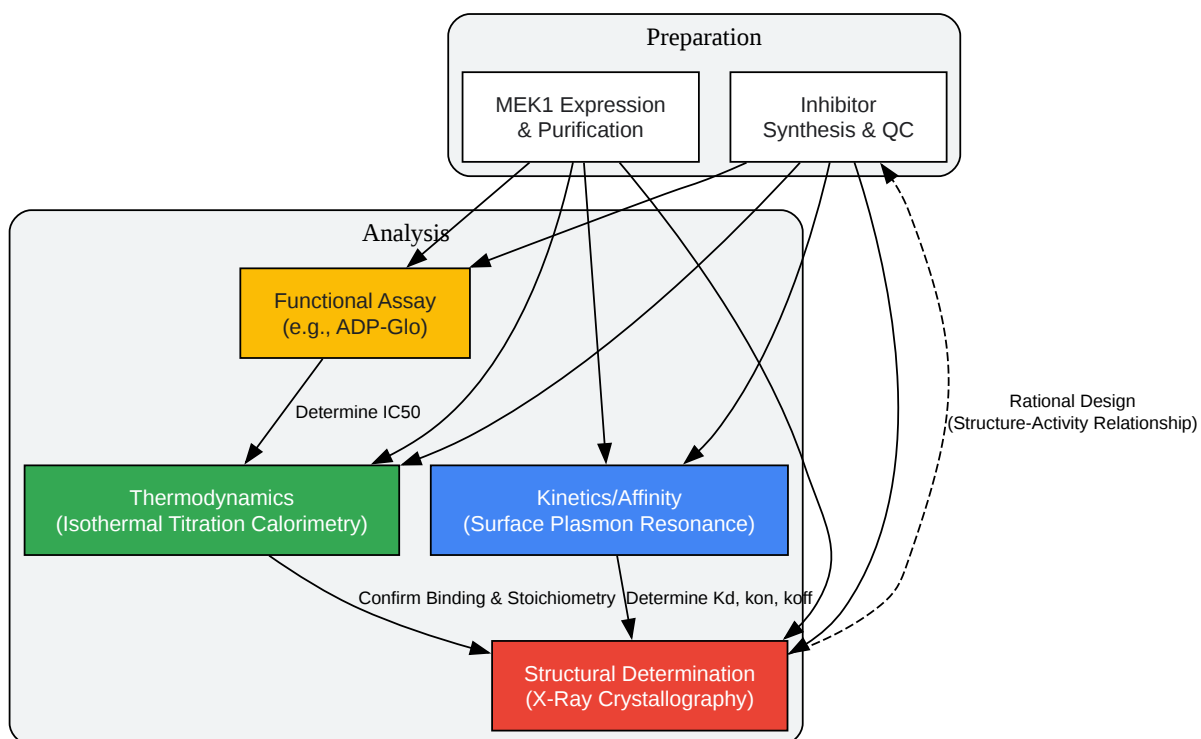 Preparation
MEK1 Expression
& Purification
Inhibitor
Synthesis & QC
Analysis
Functional Assay
(e.g., ADP-Glo)
Determine IC50
Rational Design
(Structure-Activity Relationship)
Thermodynamics
(Isothermal Titration Calorimetry)
Kinetics/Affinity
(Surface Plasmon Resonance)
Confirm Binding & Stoichiometry
Determine Kd, kon, koff
Structural Determination
(X-Ray Crystallography)